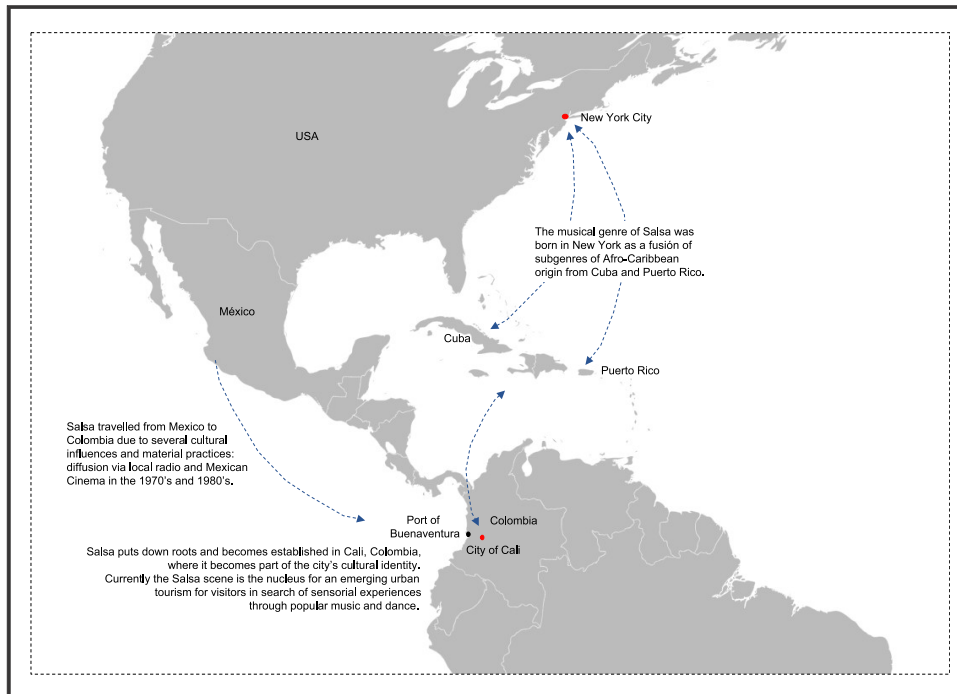 USA
New York City
The musical genre of Salsa was
born in New York as a fusión of
subgenres of Afro-Caribbean
origin from Cuba and Puerto Rico.
México
Cuba
Puerto Rico
Salsa travelled from Mexico to
Colombia due to several cultural
influences and material practices:
diffusion via local radio and Mexican
Cinema in the 1970's and 1980's.
Port of
Buenaventura
Colombia
City of Cali
Salsa puts down roots and becomes established in Cali, Colombia,
where it becomes part of the city's cultural identity.
Currently the Salsa scene is the nucleus for an emerging urban
tourism for visitors in search of sensorial experiences
through popular music and dance.